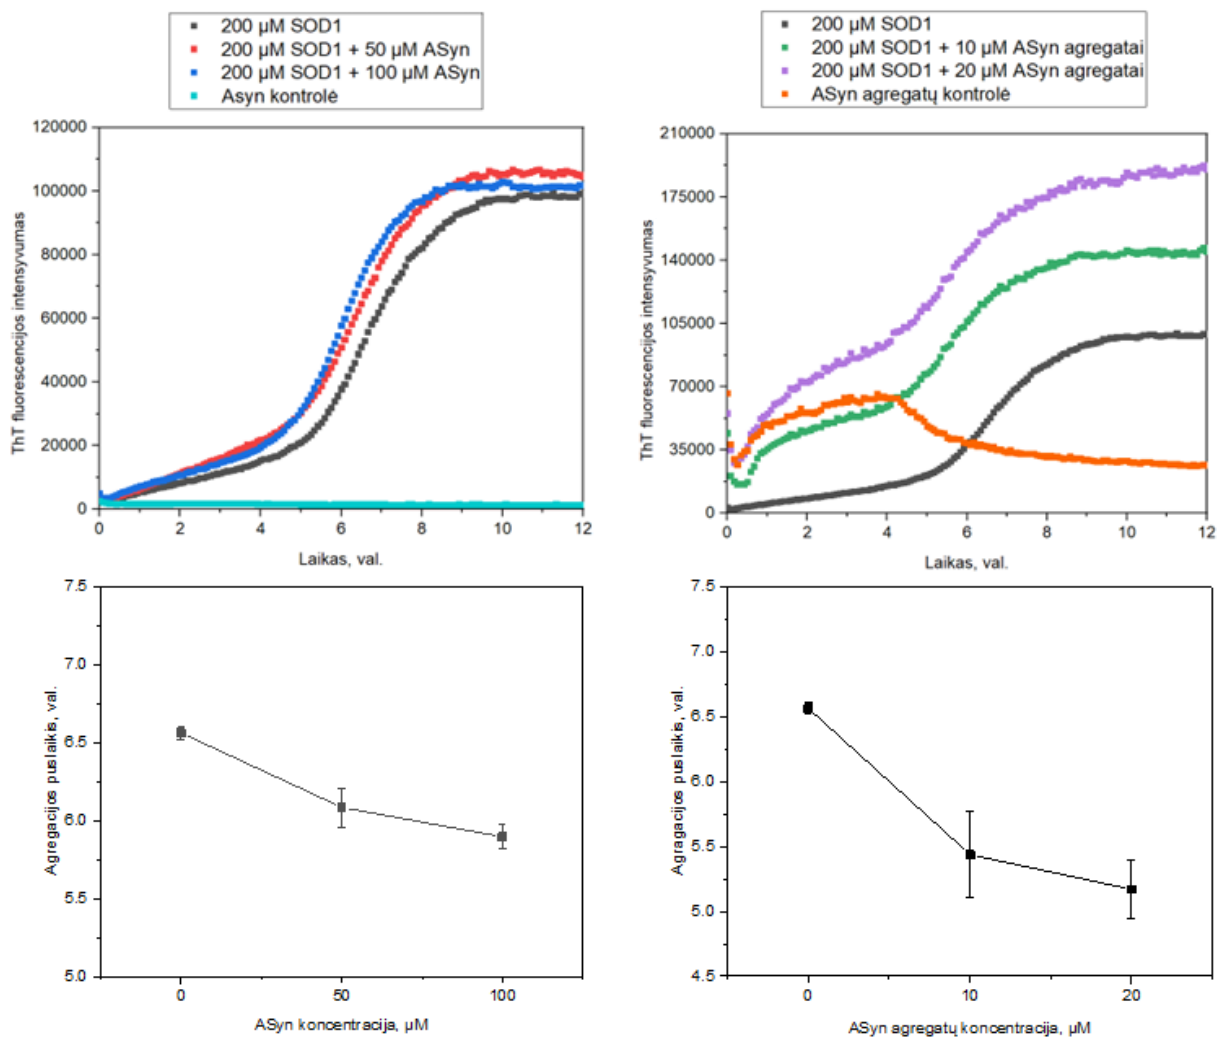 200 µM SOD1
200 µM SOD1 + 50 µM ASyn
200 µM SOD1 + 100 µM ASyn
Asyn kontrolė
120000
100000
80000
60000
40000
20000
0
ThT fluorescencijos intensyvumas
0 2 4 6 8 10 12
Laikas, val.
200 µM SOD1
200 µM SOD1 + 10 µM ASyn agregatai
200 µM SOD1 + 20 µM ASyn agregatai
ASyn agregatų kontrolė
210000
175000
140000
105000
70000
35000
0
ThT fluorescencijos intensyvumas
0 2 4 6 8 10 12
Laikas, val.
7.5
7.0
6.5
6.0
5.5
5.0
Agregacijos puslaikis, val.
0 50 100
ASyn koncentracija, µM
7.5
7.0
6.5
6.0
5.5
5.0
4.5
Agragacijos puslaikis, val.
0 10 20
ASyn agregatų koncentracija, µM